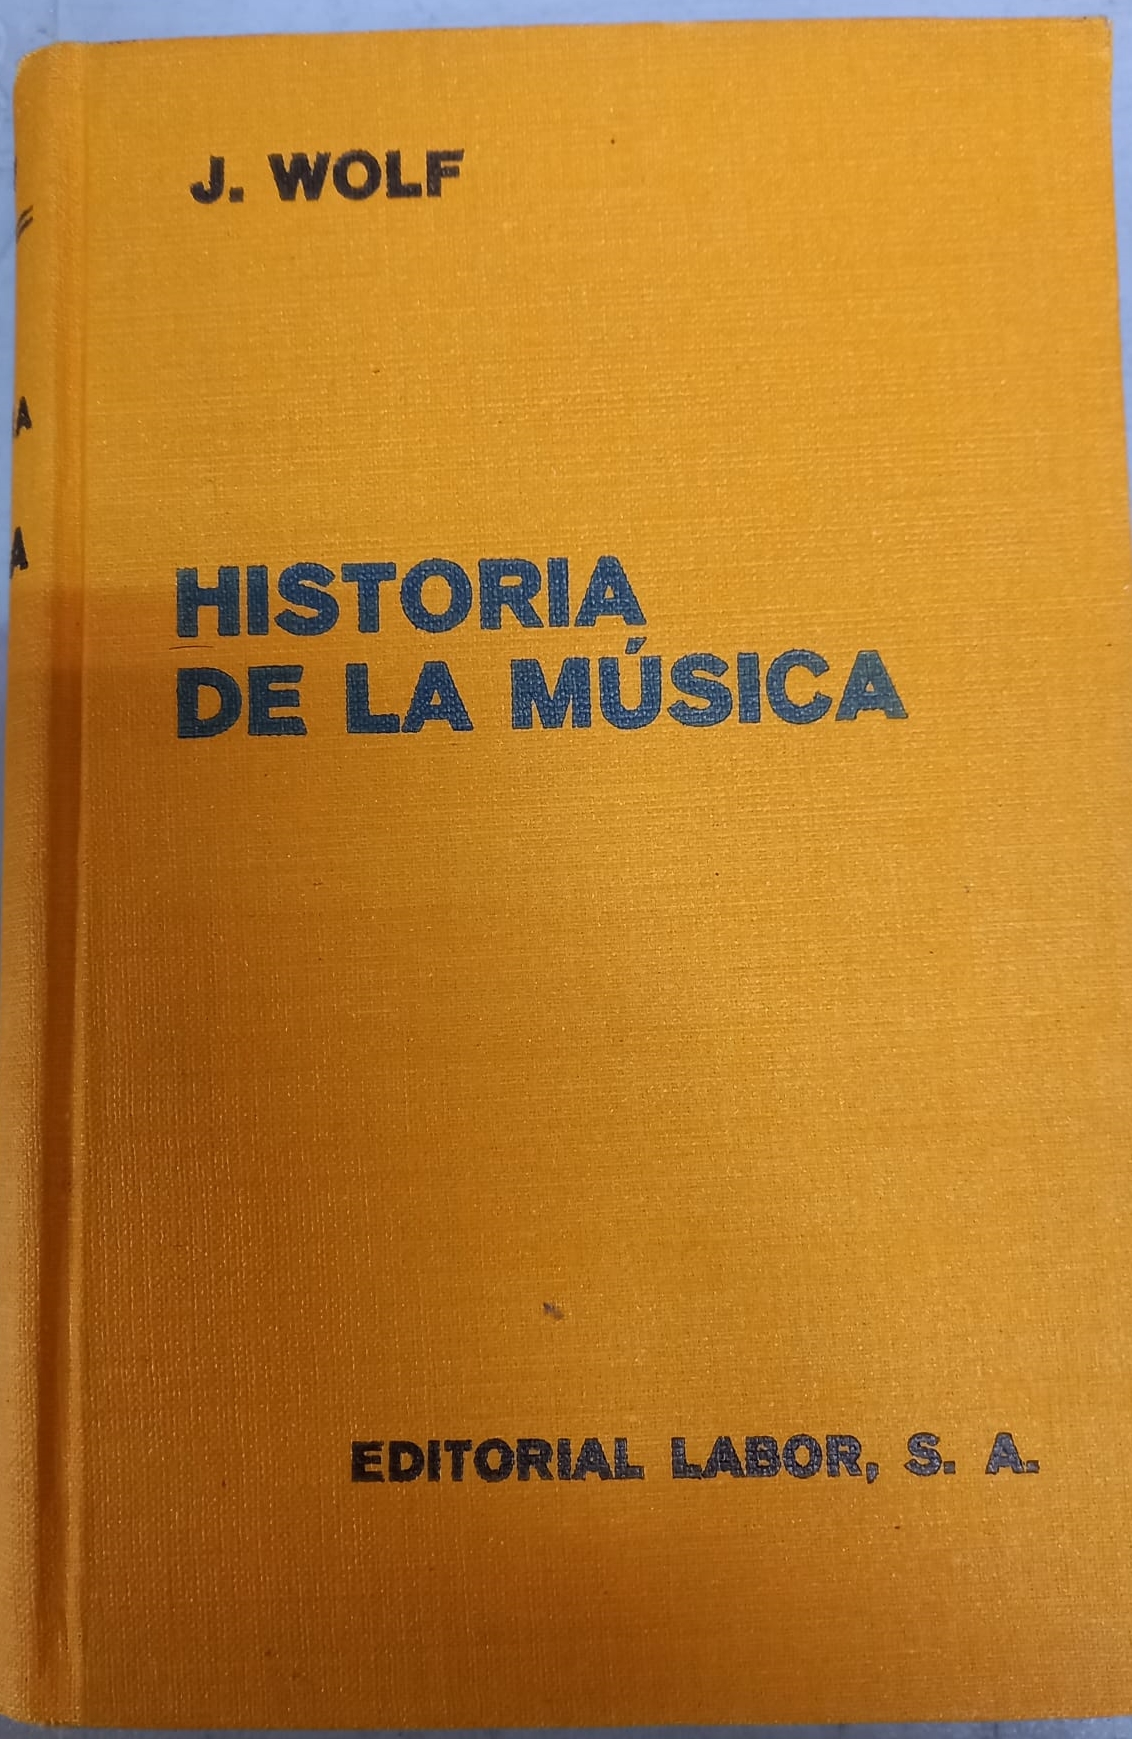 J. WOLF
HISTORIA
DE LA MÚSICA
EDITORIAL LABOR, S. A.